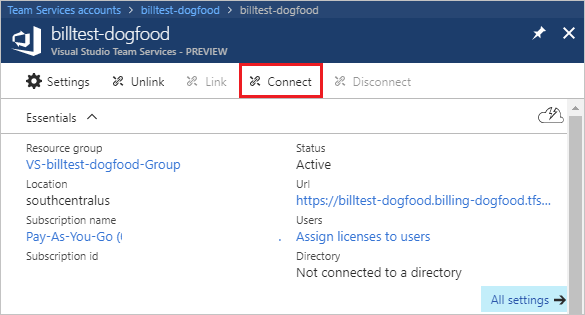 Team Services accounts > billtest-dogfood > billtest-dogfood
billtest-dogfood
Visual Studio Team Services - PREVIEW
Settings Unlink Link Connect Disconnect
Essentials
Resource group
VS-billtest-dogfood-Group
Location
southcentralus
Subscription name
Pay-As-You-Go (
Subscription id
Status
Active
Url
https://billtest-dogfood.billing-dogfood.tfs...
Users
Assign licenses to users
Directory
Not connected to a directory
All settings